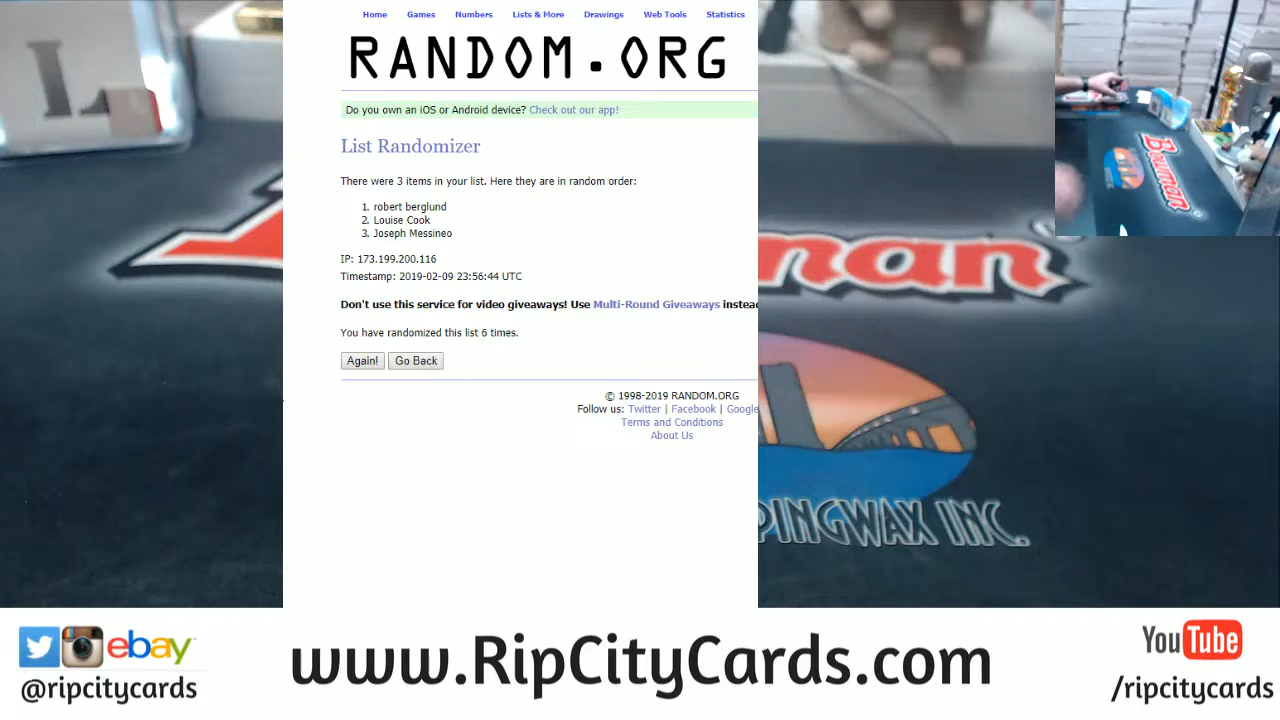 Home Games Numbers Lists & More Drawings Web Tools Statistics
RANDOM.ORG
Do you own an iOS or Android device? Check out our app!
List Randomizer
There were 3 items in your list. Here they are in random order:
1. robert berglund
2. Louise Cook
3. Joseph Messineo
IP: 173.199.200.116
Timestamp: 2019-02-09 23:56:44 UTC
Don't use this service for video giveaways! Use Multi-Round Giveaways instead
You have randomized this list 6 times.
Again! Go Back
© 1998-2019 RANDOM.ORG
Follow us: Twitter | Facebook | Google
Terms and Conditions
About Us
Bowman
man
PINGWAX INC.
ebay
@ripcitycards
www.RipCityCards.com
YouTube
/ripcitycards